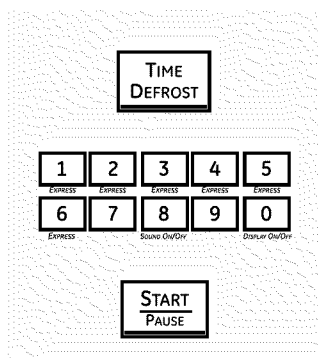 TIME
DEFROST
1 2 3 4 5
EXPRESS EXPRESS EXPRESS EXPRESS EXPRESS
6 7 8 9 0
EXPRESS SOUND ON/OFF DISPLAY ON/OFF
START
PAUSE